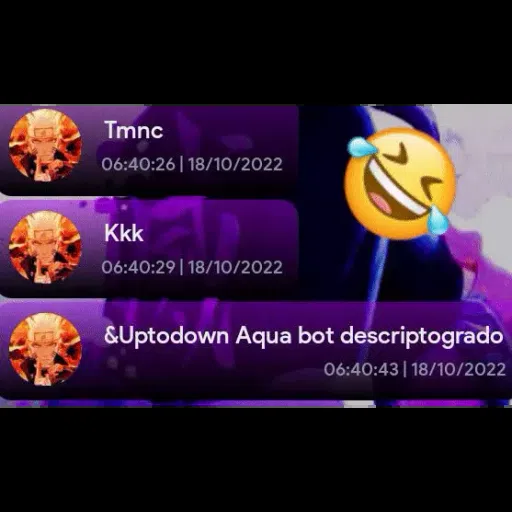 Tmnc
06:40:26 | 18/10/2022
Kkk
06:40:29 | 18/10/2022
&Uptodown Aqua bot descriptogrado
06:40:43 | 18/10/2022